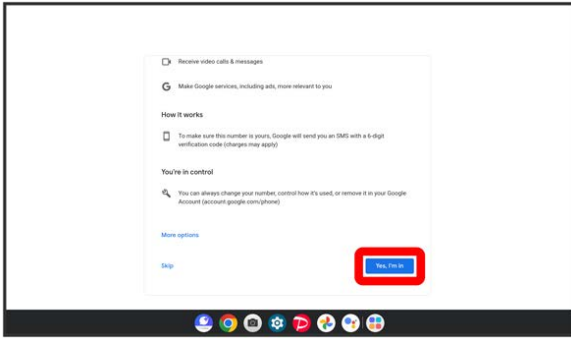 Receive video calls & messages
Make Google services, including ads, more relevant to you
How it works
To make sure this number is yours, Google will send you an SMS with a 6-digit
verification code (charges may apply)
You're in control
You can always change your number, control how it's used, or remove it in your Google
Account (account.google.com/phone)
More options
Skip
Yes, I'm in